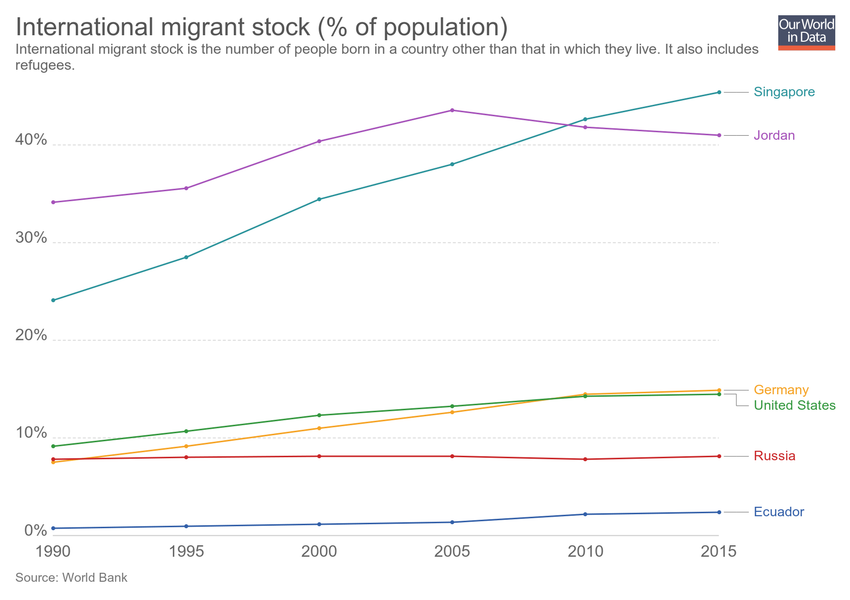 International migrant stock (% of population)
Our World
in Data
International migrant stock is the number of people born in a country other than that in which they live. It also includes
refugees.
Singapore
40%
Jordan
30%
20%
Germany
United States
10%
Russia
Ecuador
0%
1990 1995 2000 2005 2010 2015
Source: World Bank